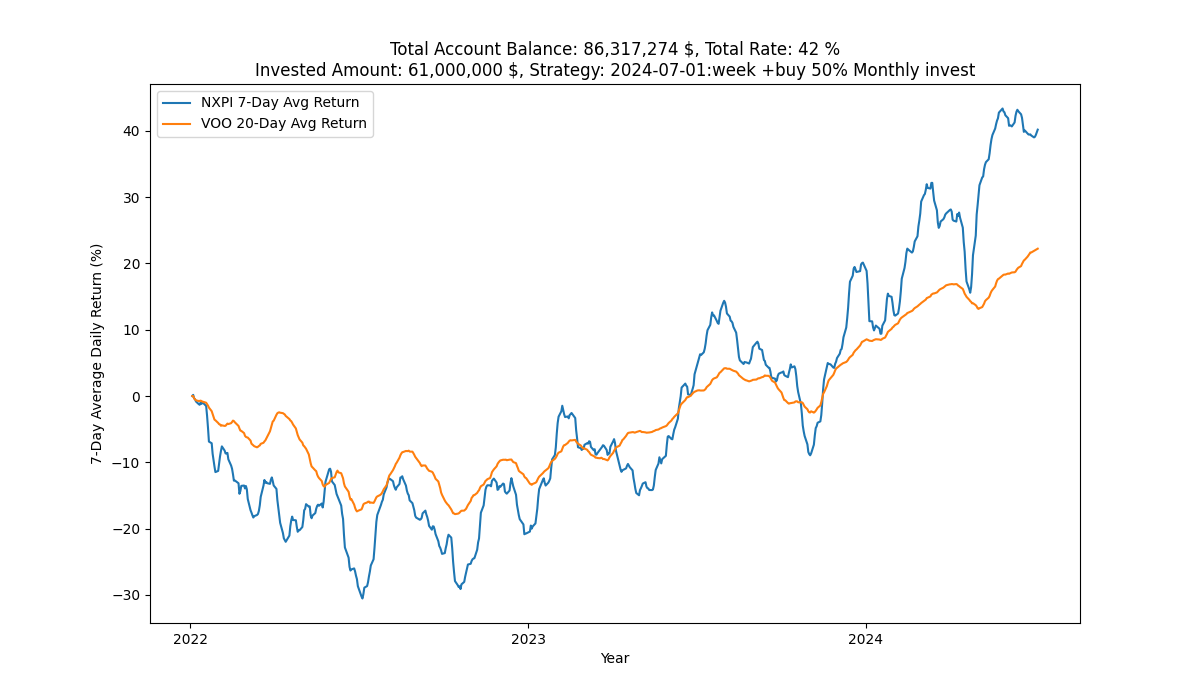 Total Account Balance: 86,317,274 $, Total Rate: 42 %
Invested Amount: 61,000,000 $, Strategy: 2024-07-01:week +buy 50% Monthly invest
NXPI 7-Day Avg Return
VOO 20-Day Avg Return
7-Day Average Daily Return (%)
40
30
20
10
0
−10
−20
−30
2022
2023
2024
Year